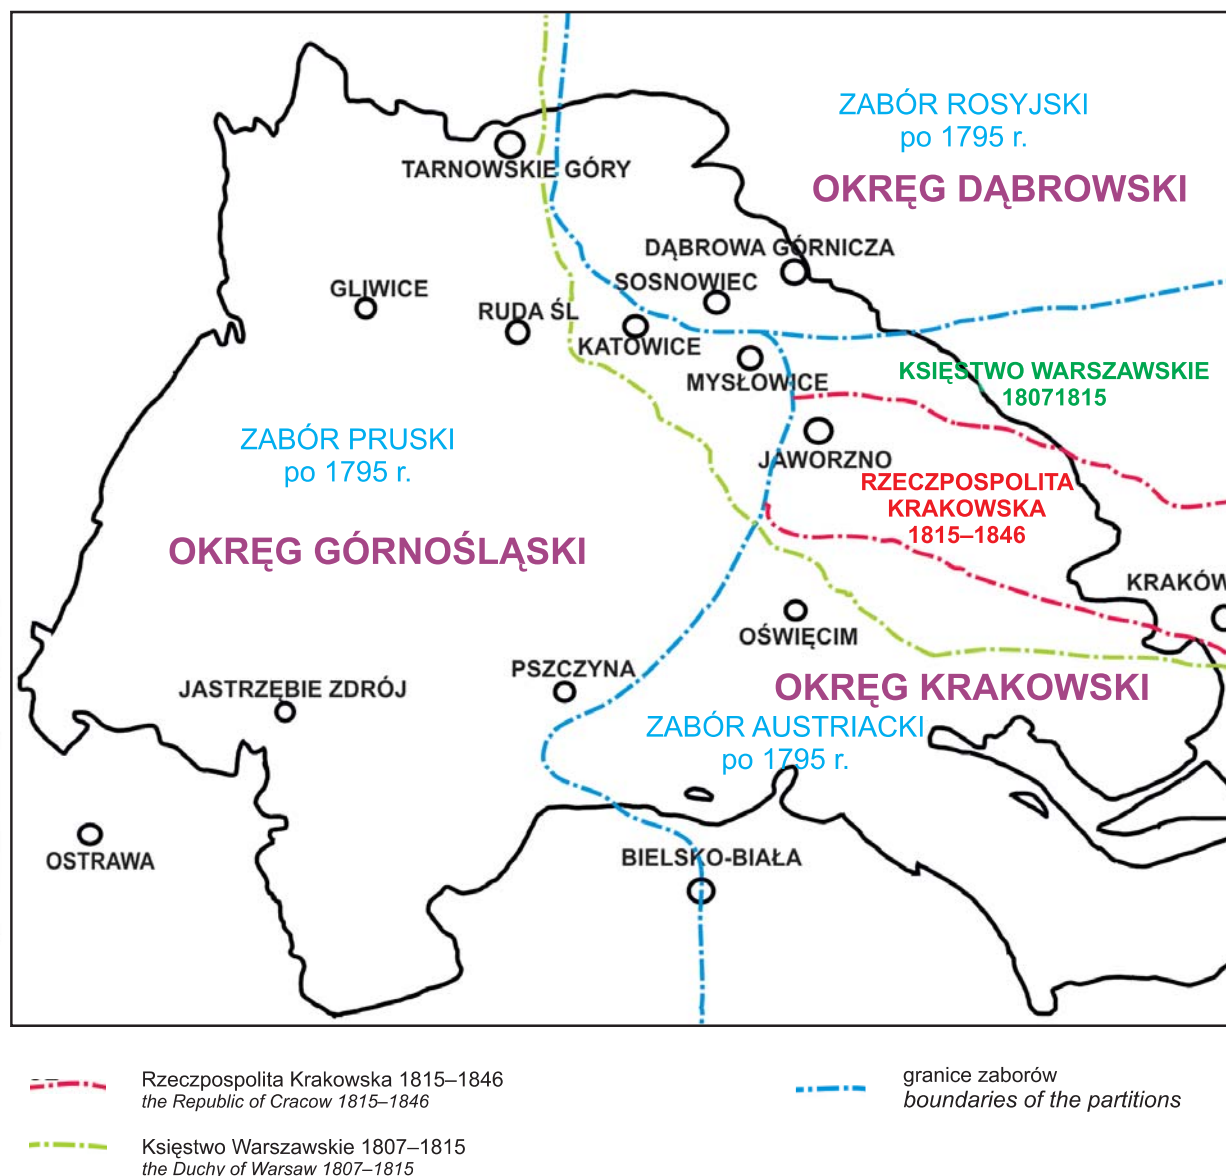 ZABÓR ROSYJSKI
po 1795 r.
OKRĘG DĄBROWSKI
TARNOWSKIE GÓRY
DĄBROWA GÓRNICZA
SOSNOWIEC
GLIWICE
RUDA ŚL
KATOWICE
MYSŁOWICE
KSIĘSTWO WARSZAWSKIE
18071815
ZABÓR PRUSKI
po 1795 r.
JAWORZNO
RZECZPOSPOLITA
KRAKOWSKA
1815–1846
OKRĘG GÓRNOŚLĄSKI
KRAKÓW
OŚWIĘCIM
PSZCZYNA
JASTRZĘBIE ZDRÓJ
OKRĘG KRAKOWSKI
ZABÓR AUSTRIACKI
po 1795 r.
OSTRAWA
BIELSKO-BIAŁA
Rzeczpospolita Krakowska 1815–1846
the Republic of Cracow 1815–1846
Księstwo Warszawskie 1807–1815
the Duchy of Warsaw 1807–1815
granice zaborów
boundaries of the partitions